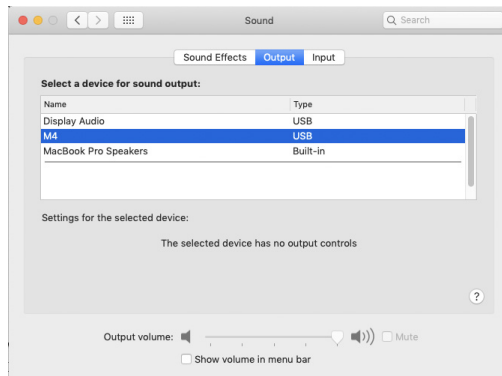 Sound
Search
Sound Effects Output Input
Select a device for sound output:
Name Type
Display Audio USB
M4 USB
MacBook Pro Speakers Built-in
Settings for the selected device:
The selected device has no output controls
?
Output volume: Mute
Show volume in menu bar